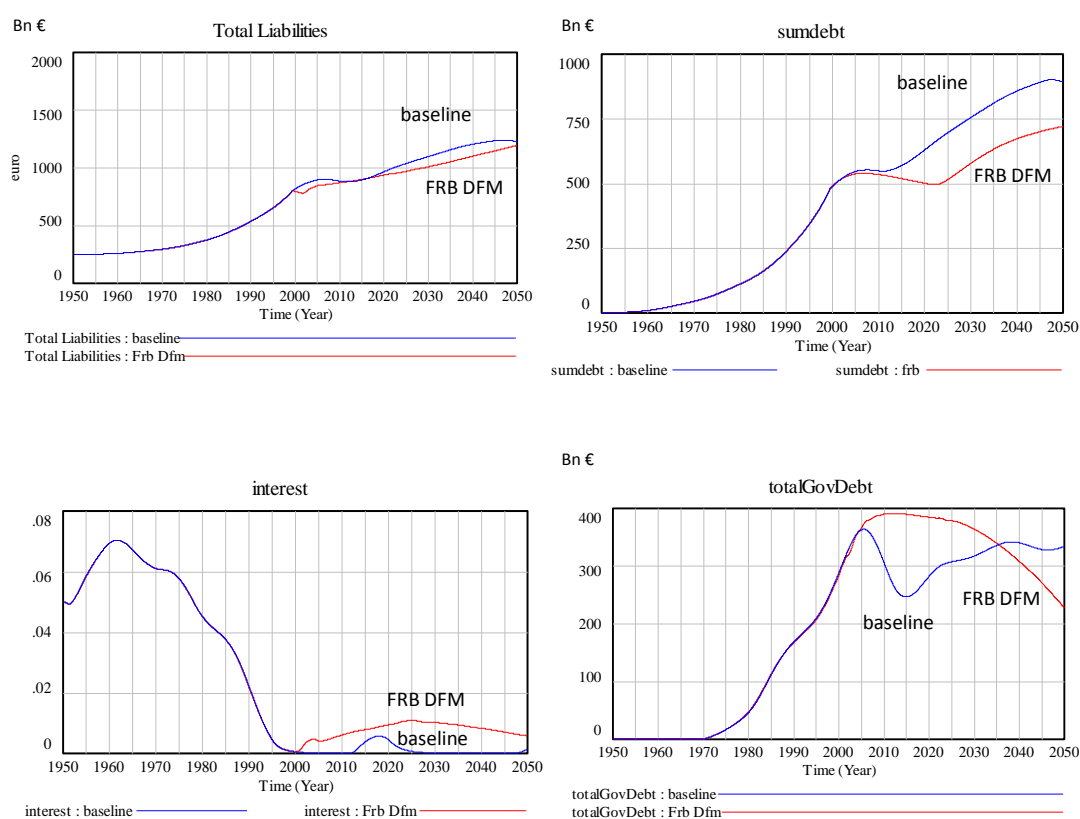 Bn €
Total Liabilities
2000
1500
1000
500
0
euro
baseline
FRB DFM
1950 1960 1970 1980 1990 2000 2010 2020 2030 2040 2050
Time (Year)
Total Liabilities : baseline
Total Liabilities : Frb Dfm
Bn €
sumdebt
1000
750
500
250
0
baseline
FRB DFM
1950 1960 1970 1980 1990 2000 2010 2020 2030 2040 2050
Time (Year)
sumdebt : baseline sumdebt : frb
interest
.08
.06
.04
.02
0
FRB DFM
baseline
1950 1960 1970 1980 1990 2000 2010 2020 2030 2040 2050
Time (Year)
interest : baseline interest : Frb Dfm
Bn €
totalGovDebt
400
300
200
100
0
FRB DFM
baseline
1950 1960 1970 1980 1990 2000 2010 2020 2030 2040 2050
Time (Year)
totalGovDebt : baseline
totalGovDebt : Frb Dfm